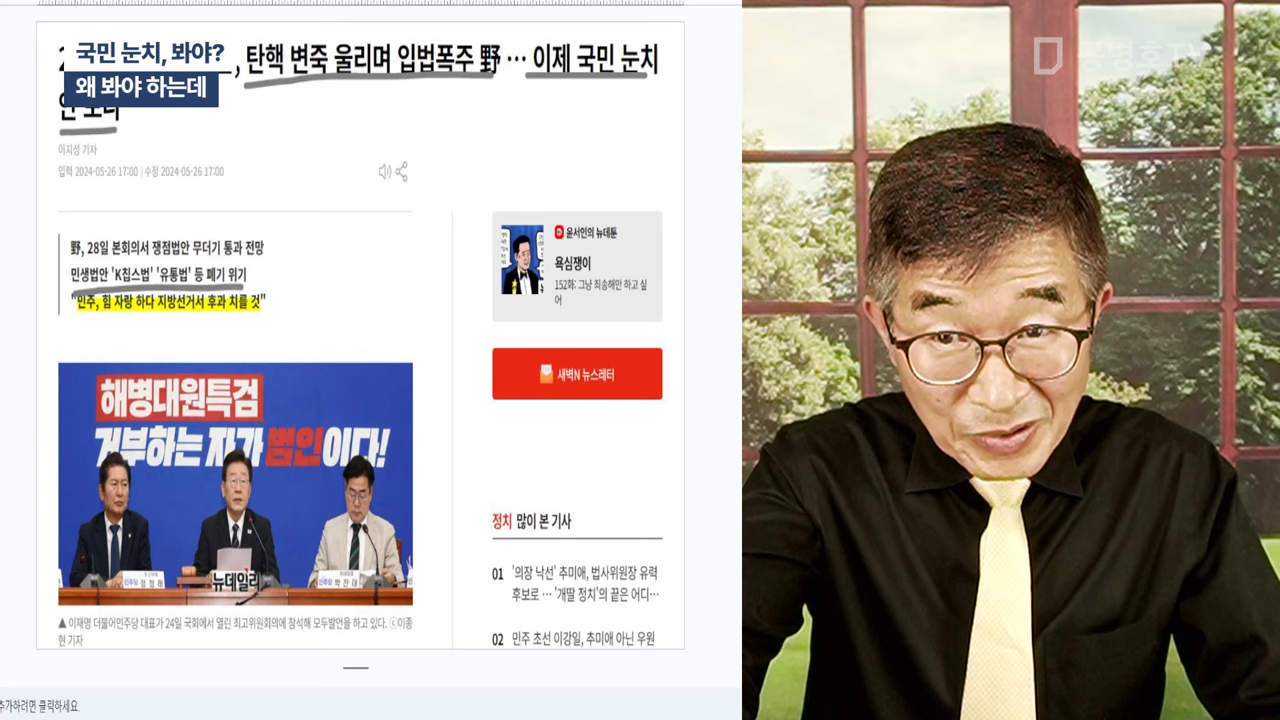 국민 눈치, 봐야?
왜 봐야 하는데
탄핵 변죽 울리며 입법폭주 野 … 이제 국민 눈치
이지성 기자
입력 2024-05-26 17:00 | 수정 2024-05-26 17:00
野, 28일 본회의서 쟁점법안 무더기 통과 전망
민생법안 'K칩스법' '유통법' 등 폐기 위기
"민주, 힘 자랑 하다 지방선거서 후과 치를 것"
윤서인의 뉴데툰
욕심쟁이
152화: 그냥 죄송해만 하고 싶
어
새벽N 뉴스레터
해병대원특검
거부하는 자가 범인이다!
뉴데일리
▲ 이재명 더불어민주당 대표가 24일 국회에서 열린 최고위원회의에 참석해 모두발언을 하고 있다. ⓒ이종
현 기자
정치 많이 본 기사
01 '의장 낙선' 추미애, 법사위원장 유력
후보로 … '개딸 정치'의 끝은 어디…
02 민주 초선 이강일, 추미애 아닌 우원
추가하려면 클릭하세요
공병호TV